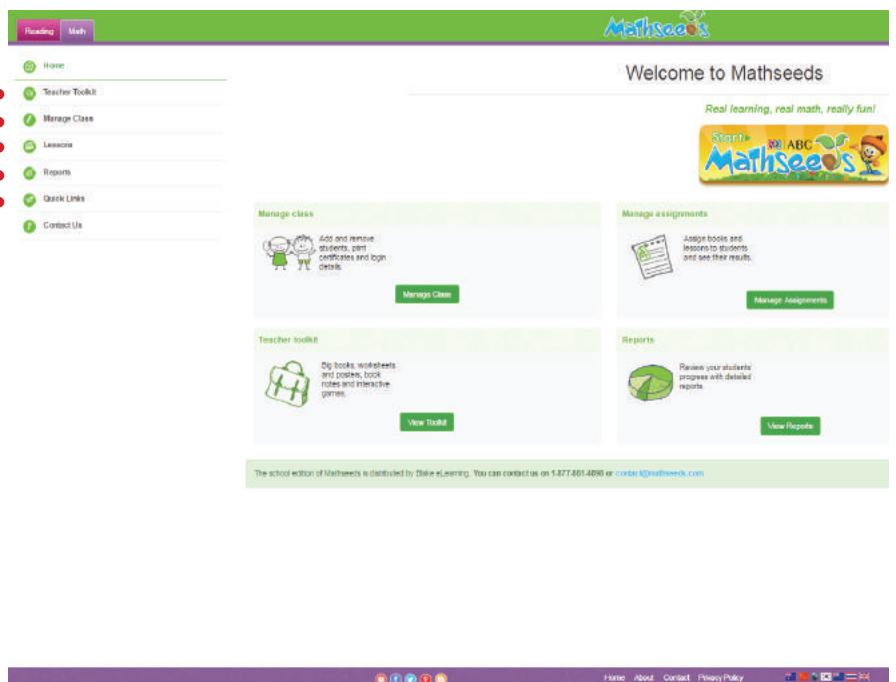 Reading Math
Mathseeds
Home
Teacher Toolkit
Manage Class
Lessons
Reports
Quick Links
Contact Us
Welcome to Mathseeds
Real learning, real math, really fun!
Start
ABC
Mathseeds
Manage class
Add and remove
students, print
certificates and login
details.
Manage Class
Manage assignments
Assign books and
lessons to students
and see their results.
Manage Assignments
Teacher toolkit
Big books, worksheets
and posters, book
notes and interactive
games.
View Toolkit
Reports
Review your students'
progress with detailed
reports.
View Reports
The school edition of Mathseeds is distributed by Blake eLearning. You can contact us on or contact@mathseeds.com
Home About Contact Privacy Policy